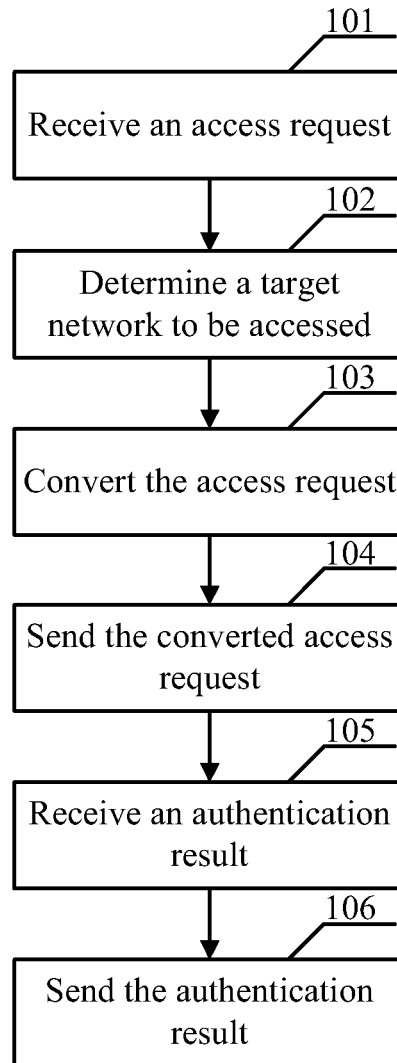 101
Receive an access request
102
Determine a target
network to be accessed
103
Convert the access request
104
Send the converted access
request
105
Receive an authentication
result
106
Send the authentication
result